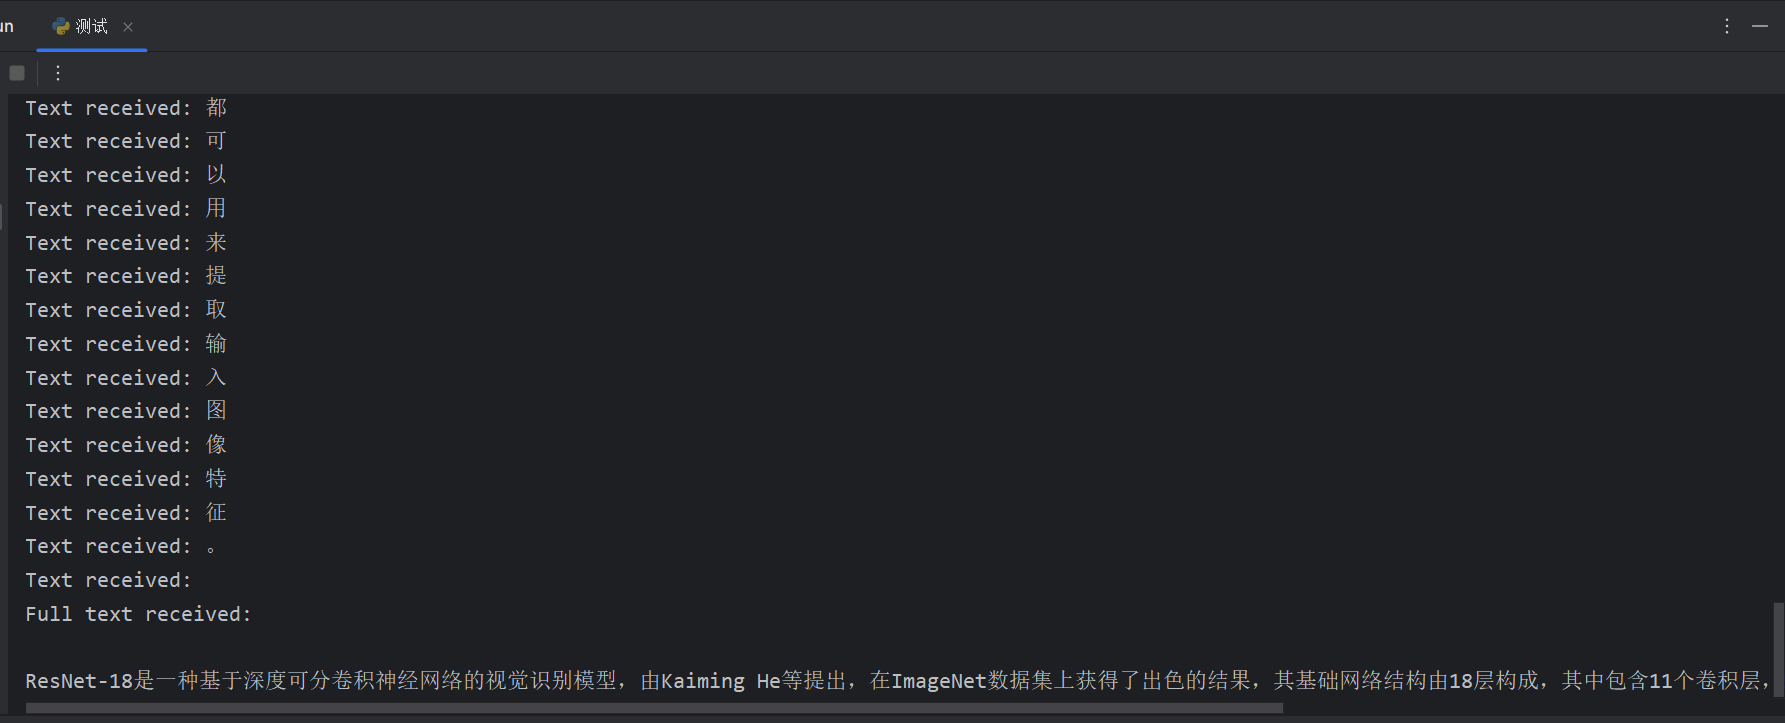 un 测试
Text received: 都
Text received: 可
Text received: 以
Text received: 用
Text received: 来
Text received: 提
Text received: 取
Text received: 输
Text received: 入
Text received: 图
Text received: 像
Text received: 特
Text received: 征
Text received: 。
Text received:
Full text received:
ResNet-18是一种基于深度可分卷积神经网络的视觉识别模型，由Kaiming He等提出，在ImageNet数据集上获得了出色的结果，其基础网络结构由18层构成，其中包含11个卷积层，